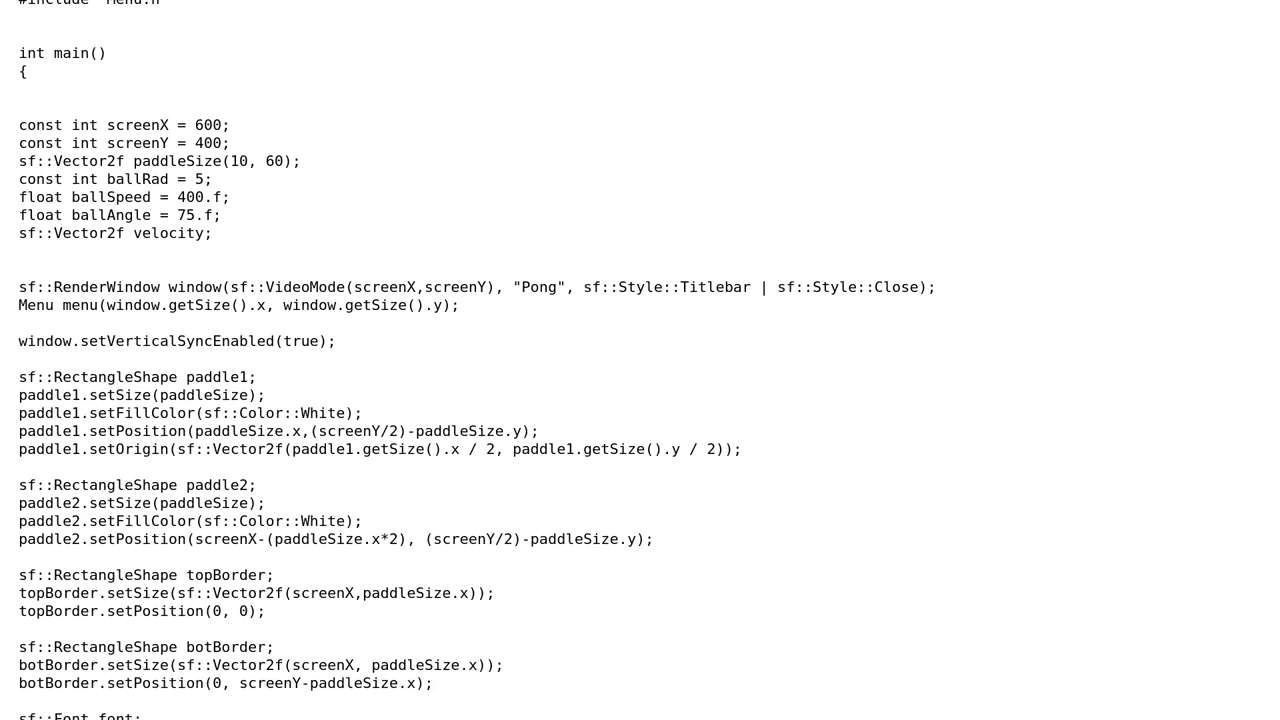 #include "Menu.h"
int main()
{
const int screenX = 600;
const int screenY = 400;
sf::Vector2f paddleSize(10, 60);
const int ballRad = 5;
float ballSpeed = 400.f;
float ballAngle = 75.f;
sf::Vector2f velocity;
sf::RenderWindow window(sf::VideoMode(screenX,screenY), "Pong", sf::Style::Titlebar | sf::Style::Close);
Menu menu(window.getSize().x, window.getSize().y);
window.setVerticalSyncEnabled(true);
sf::RectangleShape paddle1;
paddle1.setSize(paddleSize);
paddle1.setFillColor(sf::Color::White);
paddle1.setPosition(paddleSize.x,(screenY/2)-paddleSize.y);
paddle1.setOrigin(sf::Vector2f(paddle1.getSize().x / 2, paddle1.getSize().y / 2));
sf::RectangleShape paddle2;
paddle2.setSize(paddleSize);
paddle2.setFillColor(sf::Color::White);
paddle2.setPosition(screenX-(paddleSize.x*2), (screenY/2)-paddleSize.y);
sf::RectangleShape topBorder;
topBorder.setSize(sf::Vector2f(screenX,paddleSize.x));
topBorder.setPosition(0, 0);
sf::RectangleShape botBorder;
botBorder.setSize(sf::Vector2f(screenX, paddleSize.x));
botBorder.setPosition(0, screenY-paddleSize.x);
sf::Font font;